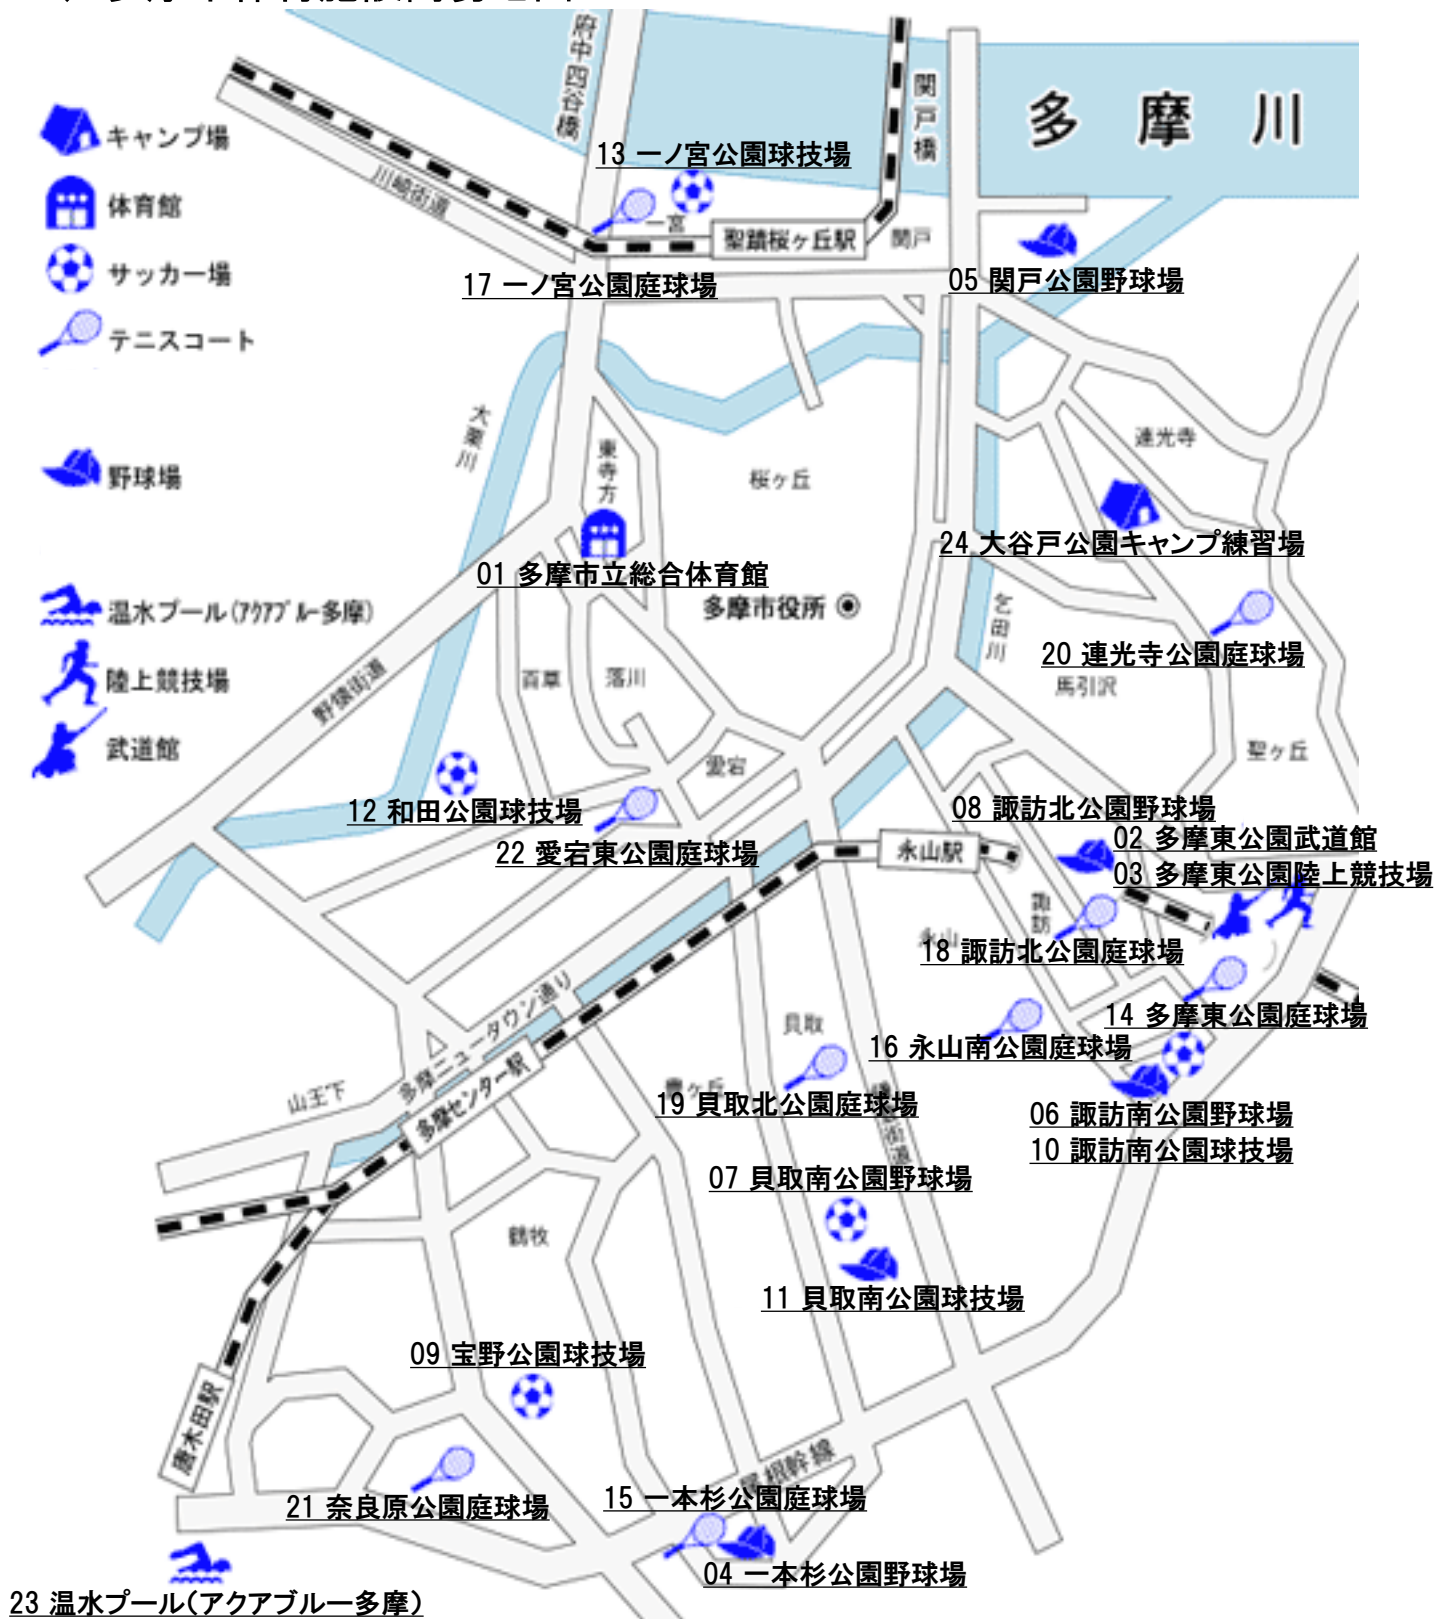 府中四谷橋
関戸橋
多摩川
キャンプ場
体育館
サッカー場
テニスコート
野球場
温水プール(アクアブルー多摩)
陸上競技場
武道館
13 一ノ宮公園球技場
川崎街道
一宮
聖蹟桜ヶ丘駅
関戸
17 一ノ宮公園庭球場
05 関戸公園野球場
大栗川
東寺方
桜ヶ丘
連光寺
24 大谷戸公園キャンプ練習場
01 多摩市立総合体育館
多摩市役所
乞田川
20 連光寺公園庭球場
馬引沢
野猿街道
百草
落川
聖ヶ丘
愛宕
12 和田公園球技場
22 愛宕東公園庭球場
永山駅
08 諏訪北公園野球場
02 多摩東公園武道館
03 多摩東公園陸上競技場
諏訪
永山
18 諏訪北公園庭球場
14 多摩東公園庭球場
多摩ニュータウン通り
貝取
16 永山南公園庭球場
山王下
多摩センター駅
豊ヶ丘
19 貝取北公園庭球場
鎌倉街道
06 諏訪南公園野球場
10 諏訪南公園球技場
07 貝取南公園野球場
鶴牧
11 貝取南公園球技場
09 宝野公園球技場
唐木田駅
尾根幹線
21 奈良原公園庭球場
15 一本杉公園庭球場
04 一本杉公園野球場
23 温水プール(アクアブルー多摩)